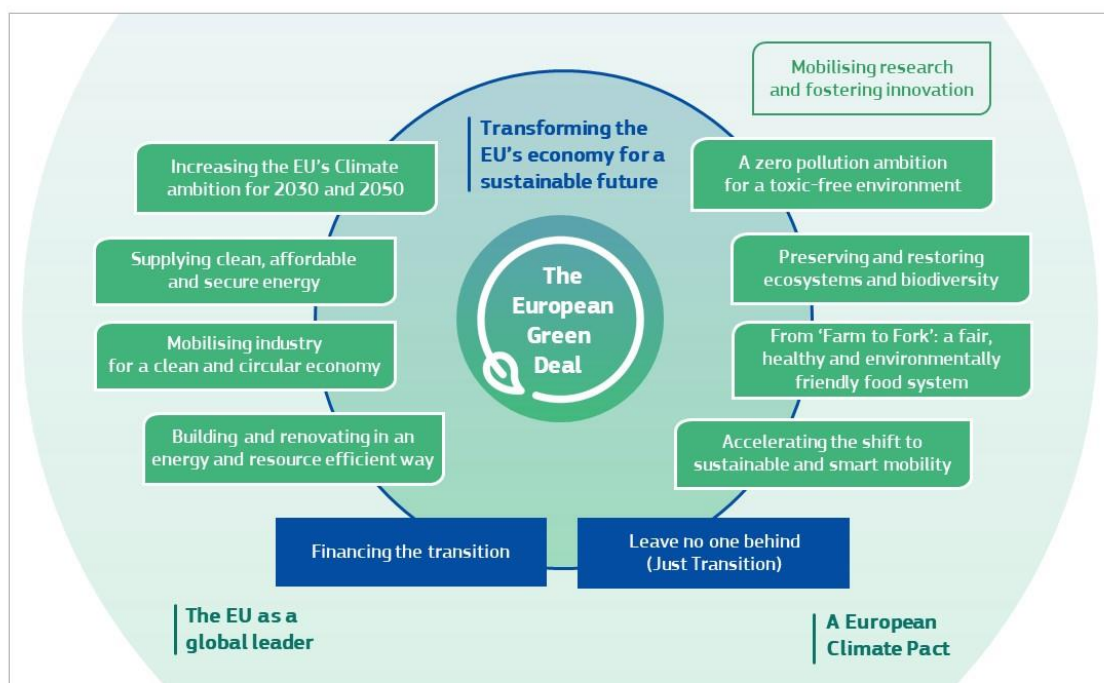 Mobilising research
and fostering innovation
Transforming the
EU’s economy for a
sustainable future
Increasing the EU’s Climate
ambition for 2030 and 2050
A zero pollution ambition
for a toxic-free environment
Supplying clean, affordable
and secure energy
Preserving and restoring
ecosystems and biodiversity
The
European
Green
Deal
Mobilising industry
for a clean and circular economy
From ‘Farm to Fork’: a fair,
healthy and environmentally
friendly food system
Building and renovating in an
energy and resource efficient way
Accelerating the shift to
sustainable and smart mobility
Financing the transition
Leave no one behind
(Just Transition)
The EU as a
global leader
A European
Climate Pact